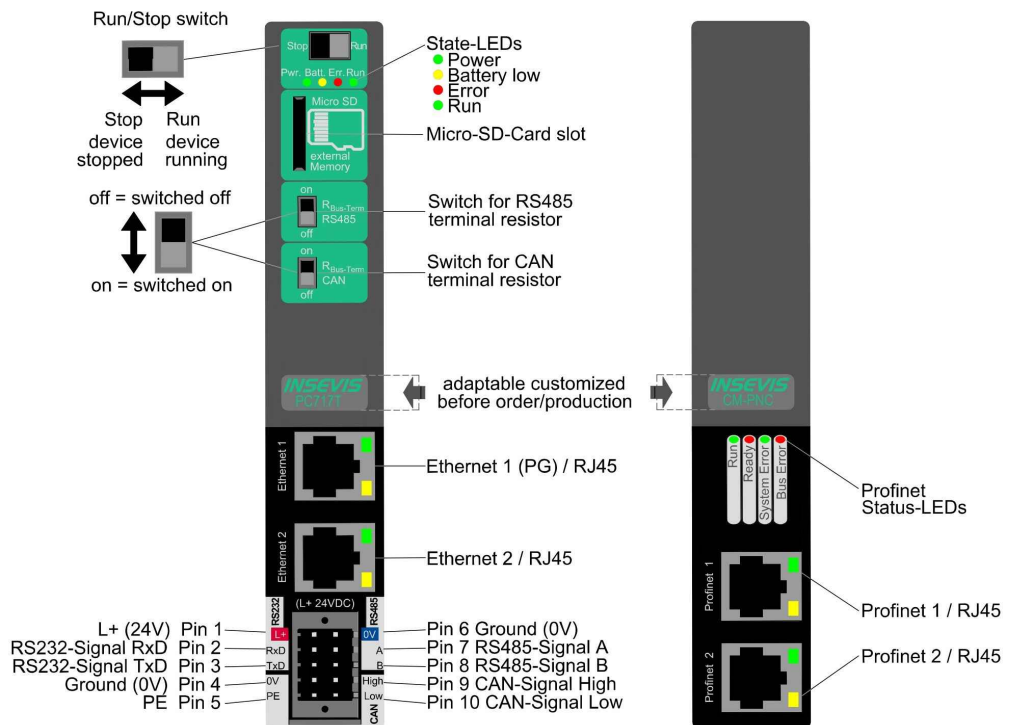 Run/Stop switch
Stop Run
device device
stopped running
off = switched off
on = switched on
Stop Run
Pwr. Batt. Err. Run
Micro SD
external
Memory
on
RBus-Term
RS485
off
on
RBus-Term
CAN
off
State-LEDs
Power
Battery low
Error
Run
Micro-SD-Card slot
Switch for RS485
terminal resistor
Switch for CAN
terminal resistor
INSEVIS
PC717T
adaptable customized
before order/production
INSEVIS
CM-PNC
Ethernet 1
Ethernet 1 (PG) / RJ45
Ethernet 2
Ethernet 2 / RJ45
RS232
(L+ 24VDC)
RS485
L+ (24V) Pin 1
RS232-Signal RxD Pin 2
RS232-Signal TxD Pin 3
Ground (0V) Pin 4
PE Pin 5
L+
RxD
TxD
0V
PE
0V
A
B
High
Low
CAN
Pin 6 Ground (0V)
Pin 7 RS485-Signal A
Pin 8 RS485-Signal B
Pin 9 CAN-Signal High
Pin 10 CAN-Signal Low
Run
Ready
System Error
Bus Error
Profinet
Status-LEDs
Profinet 1
Profinet 1 / RJ45
Profinet 2
Profinet 2 / RJ45